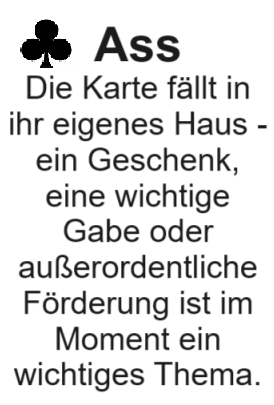 ♣ Ass
Die Karte fällt in
ihr eigenes Haus -
ein Geschenk,
eine wichtige
Gabe oder
außerordentliche
Förderung ist im
Moment ein
wichtiges Thema.